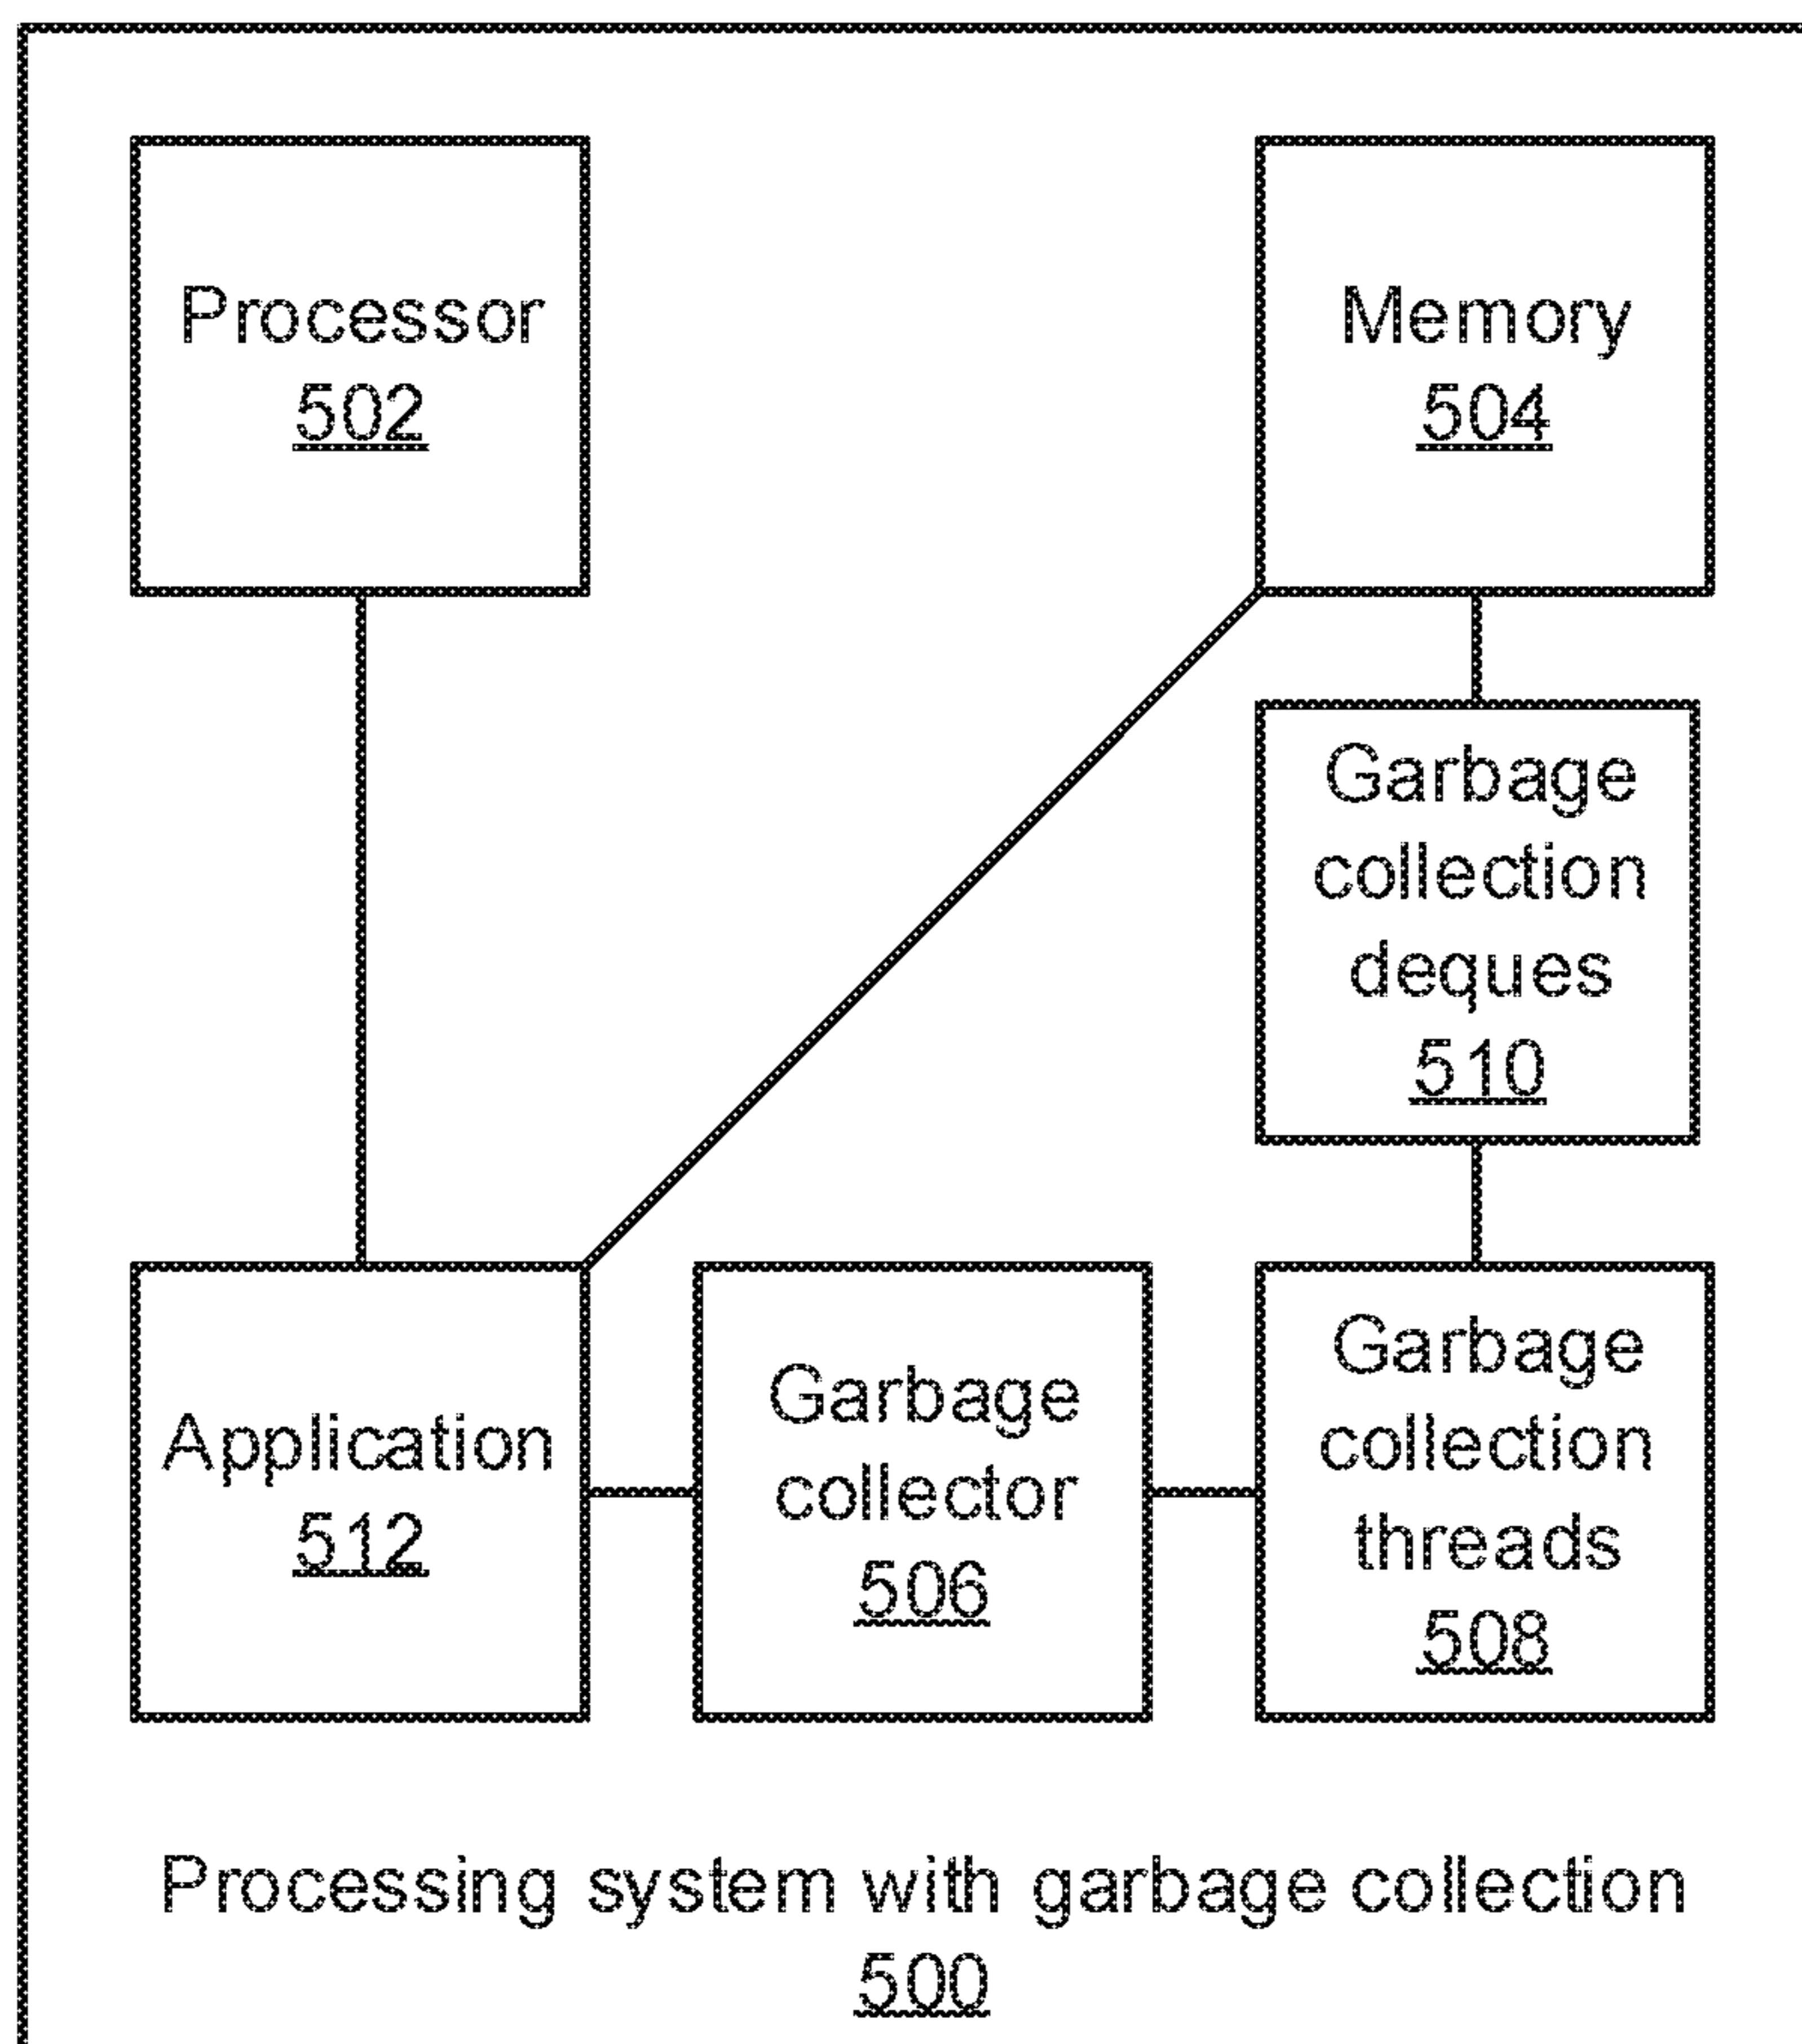 Processor
502
Memory
504
Garbage
collection
deques
510
Application
512
Garbage
collector
506
Garbage
collection
threads
508
Processing system with garbage collection
500